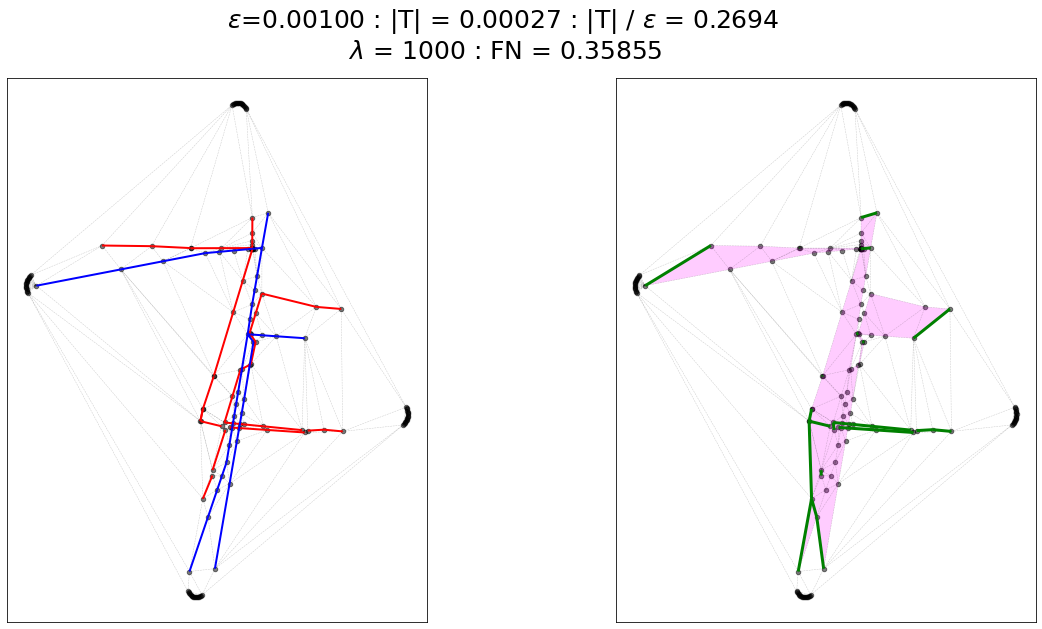 ε=0.00100 : |T| = 0.00027 : |T| / ε = 0.2694
λ = 1000 : FN = 0.35855